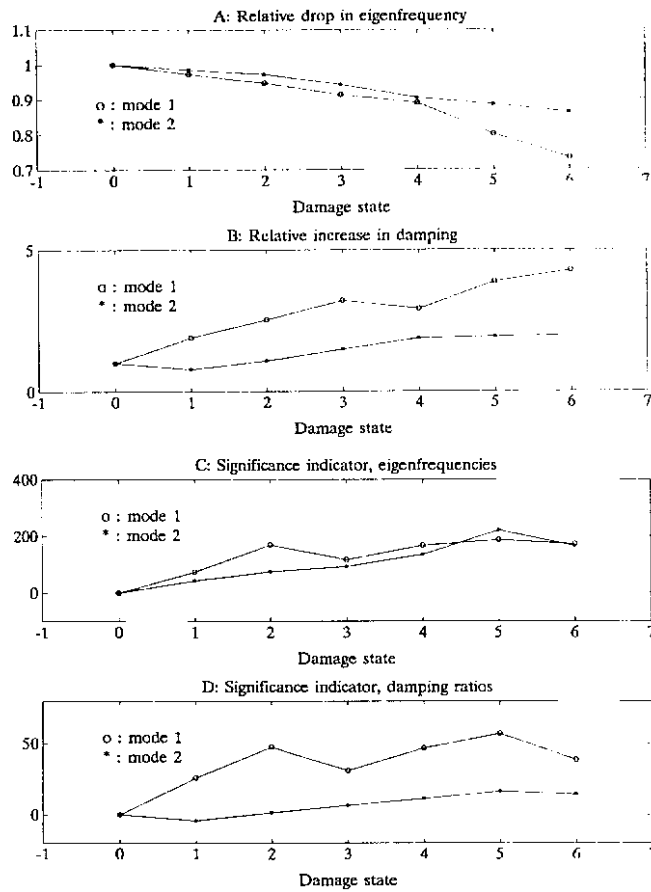 A: Relative drop in eigenfrequency
1.1
1
0.9
0.8
0.7
o : mode 1
* : mode 2
-1 0 1 2 3 4 5 6 7
Damage state
B: Relative increase in damping
5
0
o : mode 1
* : mode 2
-1 0 1 2 3 4 5 6 7
Damage state
C: Significance indicator, eigenfrequencies
400
200
0
o : mode 1
* : mode 2
-1 0 1 2 3 4 5 6 7
Damage state
D: Significance indicator, damping ratios
50
0
o : mode 1
* : mode 2
-1 0 1 2 3 4 5 6 7
Damage state